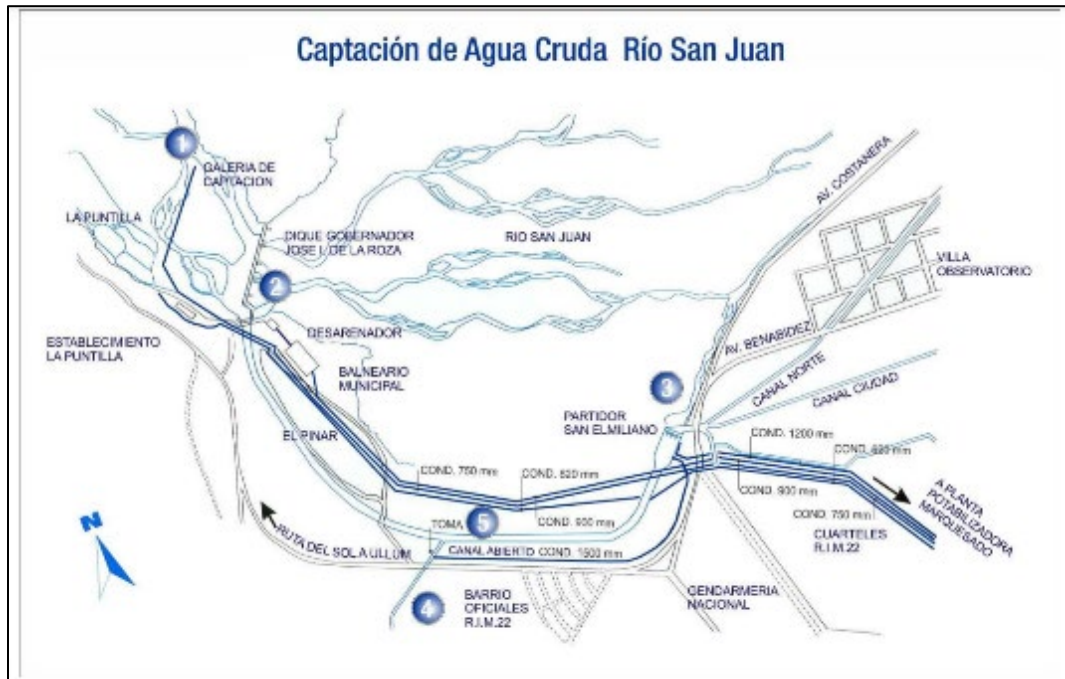 Captación de Agua Cruda Río San Juan
1
GALERIA DE
CAPTACION
LA PUNTILLA
DIQUE GOBERNADOR
JOSE I. DE LA ROZA
RIO SAN JUAN
AV. COSTANERA
VILLA
OBSERVATORIO
2
DESARENADOR
ESTABLECIMIENTO
LA PUNTILLA
BALNEARIO
MUNICIPAL
AV. BENABIDEZ
CANAL NORTE
CANAL CIUDAD
3
PARTIDOR
SAN ELMILIANO
EL PINAR
COND. 1200 mm
COND. 820 mm
COND. 750 mm
COND. 820 mm
COND. 900 mm
COND. 900 mm
COND. 750 mm
A PLANTA
POTABILIZADORA
MARQUESADO
CUARTELES
R.I.M.22
N
RUTA DEL SOL A ULLUM
TOMA
5
CANAL ABIERTO COND. 1500 mm
4
BARRIO
OFICIALES
R.I.M.22
GENDARMERIA
NACIONAL